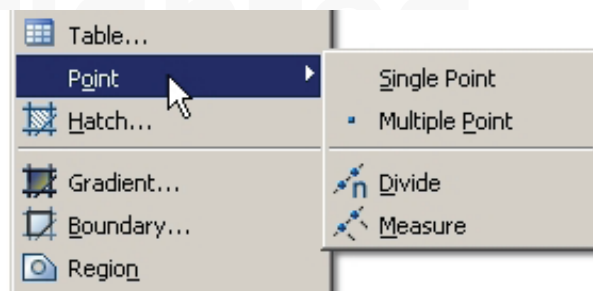 Table...
Point
Hatch...
Gradient...
Boundary...
Region
Single Point
Multiple Point
Divide
Measure